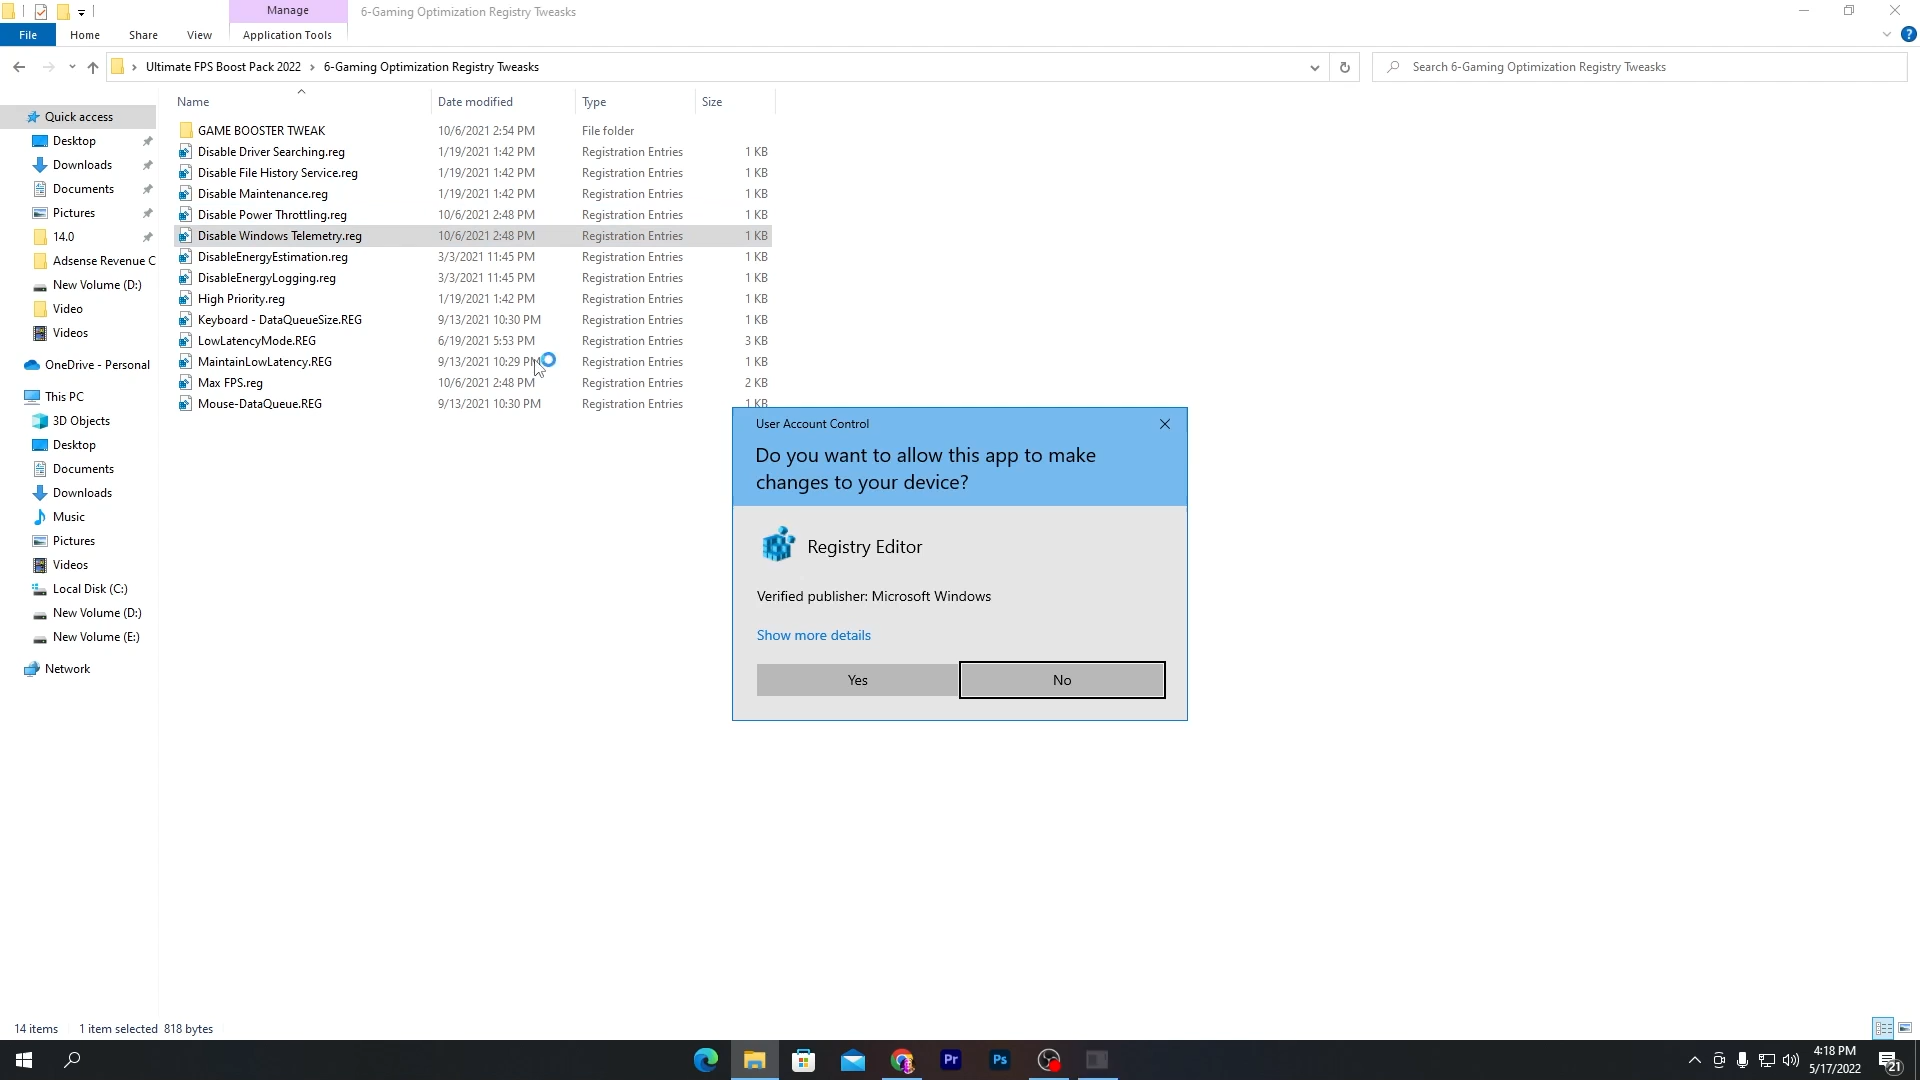 Manage
6-Gaming Optimization Registry Tweasks
File
Home
Share
View
Application Tools
Ultimate FPS Boost Pack 2022
6-Gaming Optimization Registry Tweasks
Search 6-Gaming Optimization Registry Tweasks
Name
Date modified
Type
Size
GAME BOOSTER TWEAK 10/6/2021 2:54 PM File folder
Disable Driver Searching.reg 1/19/2021 1:42 PM Registration Entries 1 KB
Disable File History Service.reg 1/19/2021 1:42 PM Registration Entries 1 KB
Disable Maintenance.reg 1/19/2021 1:42 PM Registration Entries 1 KB
Disable Power Throttling.reg 10/6/2021 2:48 PM Registration Entries 1 KB
Disable Windows Telemetry.reg 10/6/2021 2:48 PM Registration Entries 1 KB
DisableEnergyEstimation.reg 3/3/2021 11:45 PM Registration Entries 1 KB
DisableEnergyLogging.reg 3/3/2021 11:45 PM Registration Entries 1 KB
High Priority.reg 1/19/2021 1:42 PM Registration Entries 1 KB
Keyboard - DataQueueSize.REG 9/13/2021 10:30 PM Registration Entries 1 KB
LowLatencyMode.REG 6/19/2021 5:53 PM Registration Entries 3 KB
MaintainLowLatency.REG 9/13/2021 10:29 PM Registration Entries 1 KB
Max FPS.reg 10/6/2021 2:48 PM Registration Entries 2 KB
Mouse-DataQueue.REG 9/13/2021 10:30 PM Registration Entries 1 KB
Quick access
Desktop
Downloads
Documents
Pictures
14.0
Adsense Revenue C
New Volume (D:)
Video
Videos
OneDrive - Personal
This PC
3D Objects
Desktop
Documents
Downloads
Music
Pictures
Videos
Local Disk (C:)
New Volume (D:)
New Volume (E:)
Network
User Account Control
Do you want to allow this app to make
changes to your device?
Registry Editor
Verified publisher: Microsoft Windows
Show more details
Yes
No
14 items
1 item selected 818 bytes
Pr
Ps
4:18 PM
5/17/2022
21